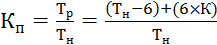 Кп = Тр/Тн = (Тн−6)+(6×К)/Тн